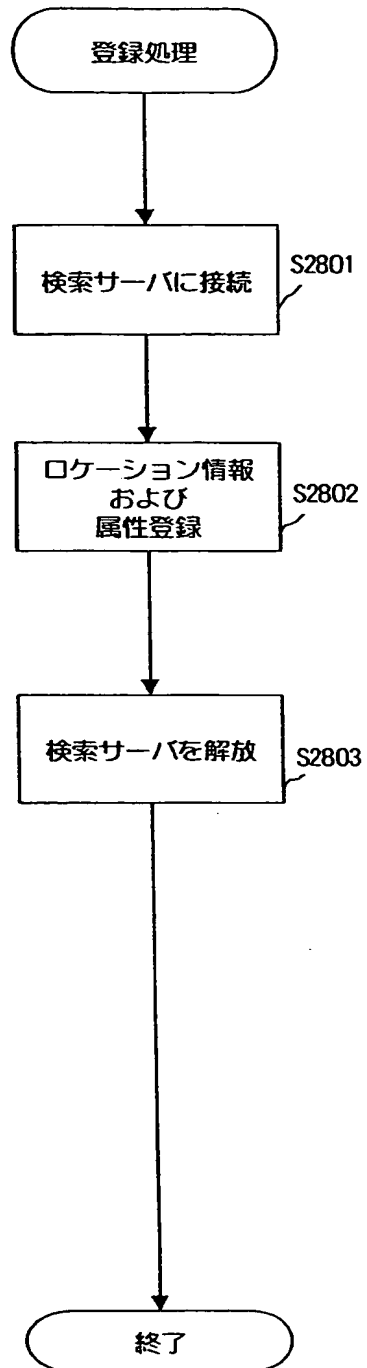 登録処理
検索サーバに接続
S2801
ロケーション情報
および
属性登録
S2802
検索サーバを解放
S2803
終了